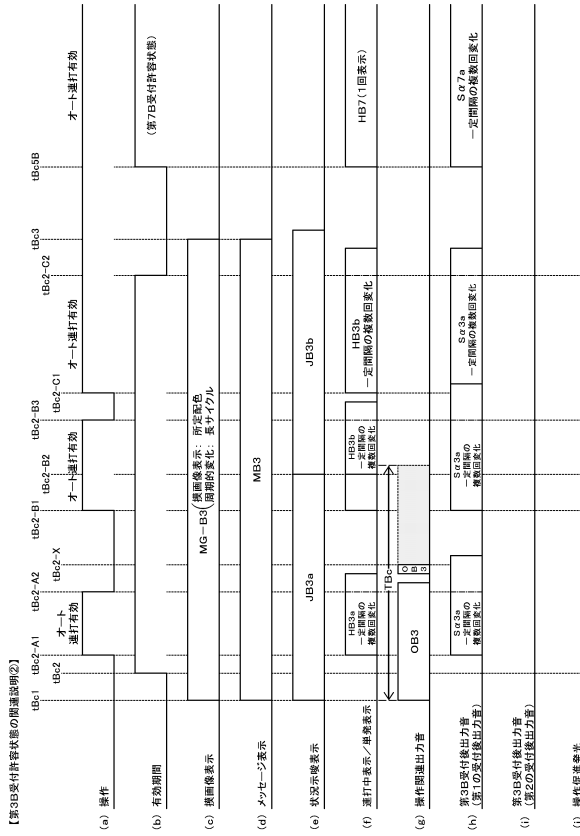 【第3B受付許容状態の関連説明②】
tBc1
tBc2
tBc2-A1
tBc2-A2
tBc2-X
tBc2-B1
tBc2-B2
tBc2-B3
tBc2-C1
tBc2-C2
tBc3
tBc5B
(a) 操作
オート
連打有効
オート連打有効
オート連打有効
オート連打有効
(b) 有効期間
(第7B受付許容状態)
(c) 摸画像表示
MG-B3(摸画像表示:所定配色
周期的変化:長サイクル)
(d) メッセージ表示
MB3
(e) 状況示唆表示
JB3a
JB3b
(f) 連打中表示/単発表示
HB3a
一定間隔の
複数回変化
HB3b
一定間隔の
複数回変化
HB3b
一定間隔の複数回変化
HB7(1回表示)
TBc
(g) 操作関連出力音
OB3
OB3
(h) 第3B受付後出力音
(第1の受付後出力音)
Sα3a
一定間隔の
複数回変化
Sα3a
一定間隔の
複数回変化
Sα3a
一定間隔の複数回変化
Sα7a
一定間隔の複数回変化
(i) 第3B受付後出力音
(第2の受付後出力音)
(j) 操作促進発光